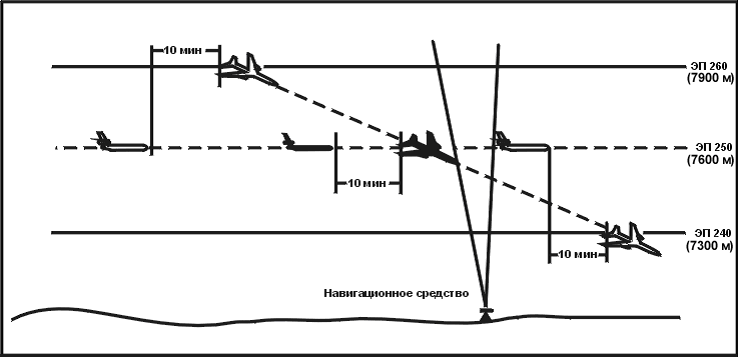 10 мин
ЭП 260
(7900 м)
ЭП 250
(7600 м)
10 мин
ЭП 240
(7300 м)
10 мин
Навигационное средство